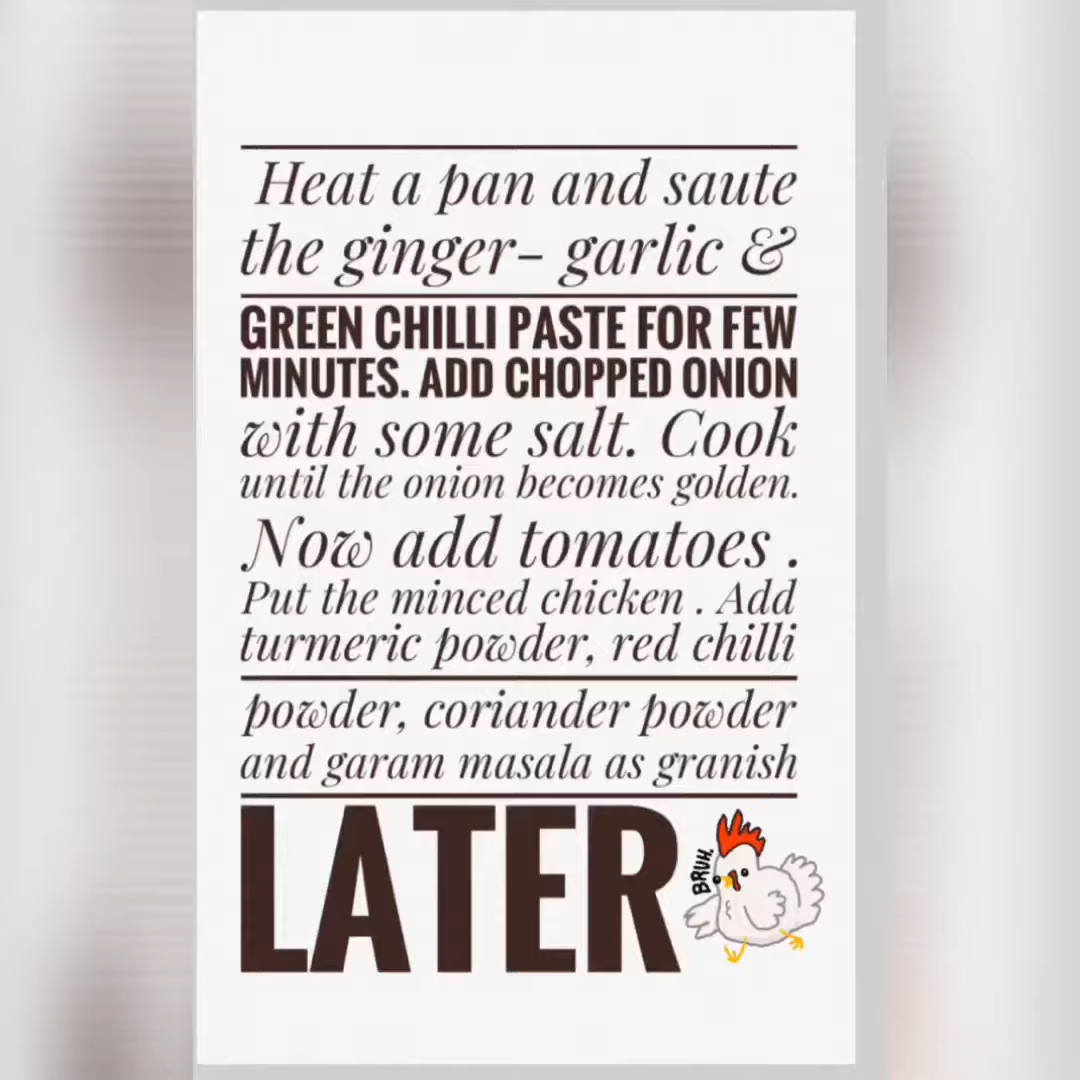 Heat a pan and saute
the ginger- garlic &
GREEN CHILLI PASTE FOR FEW
MINUTES. ADD CHOPPED ONION
with some salt. Cook
until the onion becomes golden.
Now add tomatoes .
Put the minced chicken . Add
turmeric powder, red chilli
powder, coriander powder
and garam masala as granish
LATER
BRUH.